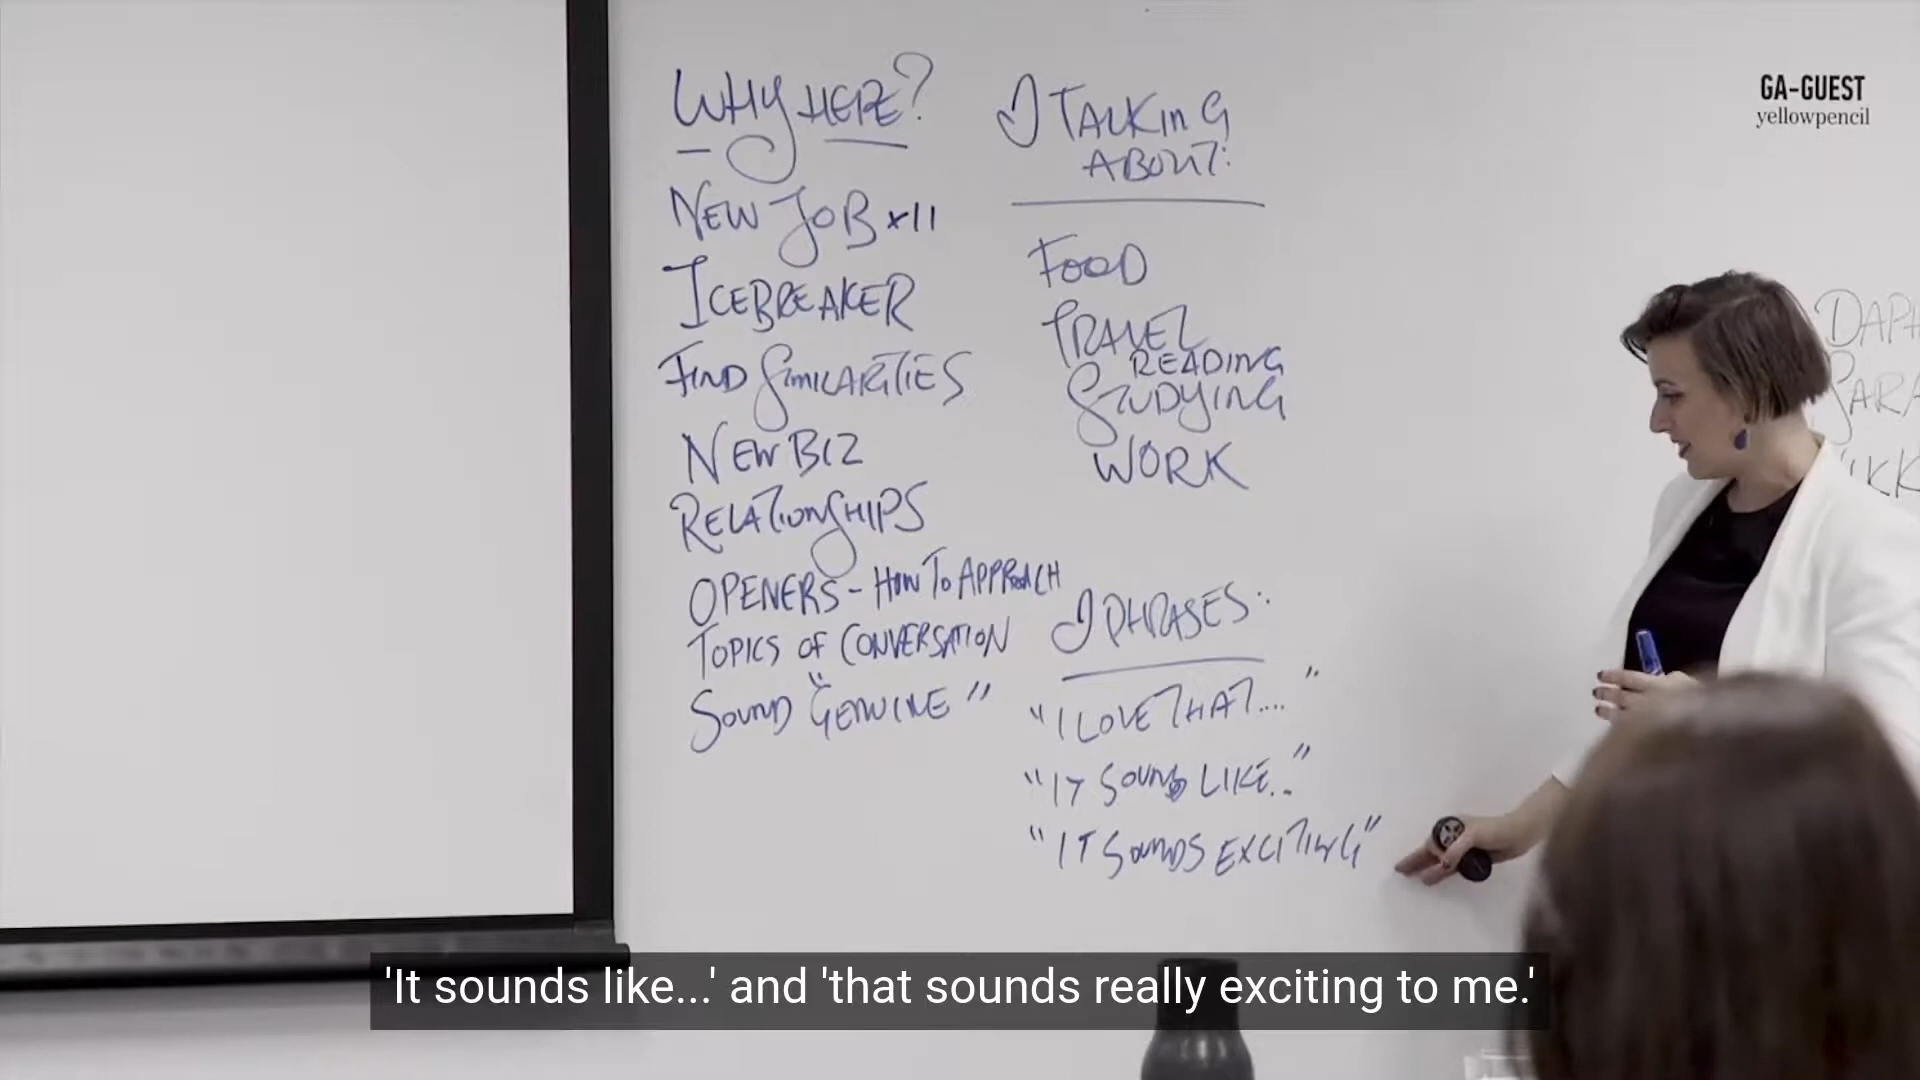 WHY HERE?
NEW JOB x11
ICEBREAKER
FIND SIMILARITIES
NEW BIZ
RELATIONSHIPS
OPENERS - HOW TO APPROACH
TOPICS OF CONVERSATION
SOUND "GENUINE"
TALKING
ABOUT:
FOOD
TRAVEL
READING
STUDYING
WORK
PHRASES:
"I LOVE THAT...."
"IT SOUNDS LIKE..."
"IT SOUNDS EXCITING"
GA-GUEST
yellowpencil
DAPH
SARA
'It sounds like...' and 'that sounds really exciting to me.'